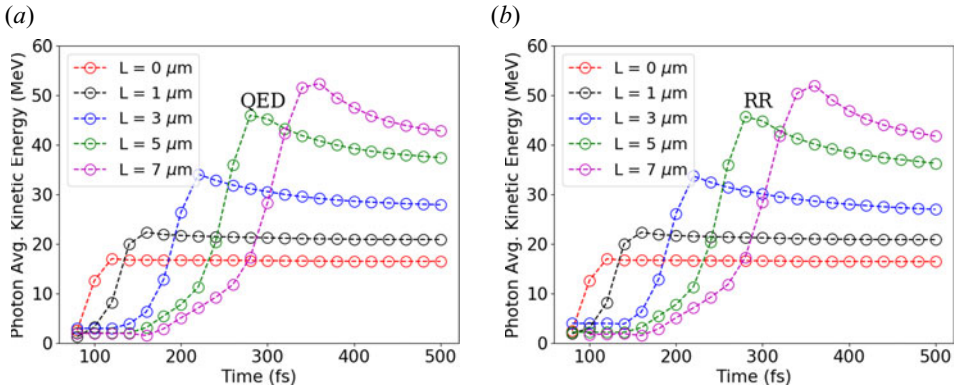 (a)
Photon Avg. Kinetic Energy (MeV)
60
50
40
30
20
10
0
L = 0 μm
L = 1 μm
L = 3 μm
L = 5 μm
L = 7 μm
QED
100
200
300
400
500
Time (fs)
(b)
Photon Avg. Kinetic Energy (MeV)
60
50
40
30
20
10
0
L = 0 μm
L = 1 μm
L = 3 μm
L = 5 μm
L = 7 μm
RR
100
200
300
400
500
Time (fs)